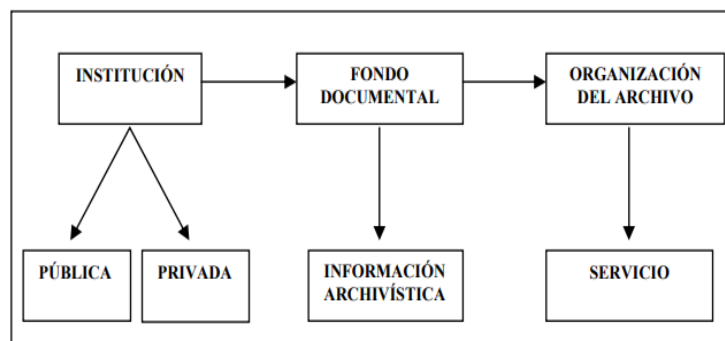 INSTITUCIÓN
FONDO
DOCUMENTAL
ORGANIZACIÓN
DEL ARCHIVO
PÚBLICA
PRIVADA
INFORMACIÓN
ARCHIVÍSTICA
SERVICIO